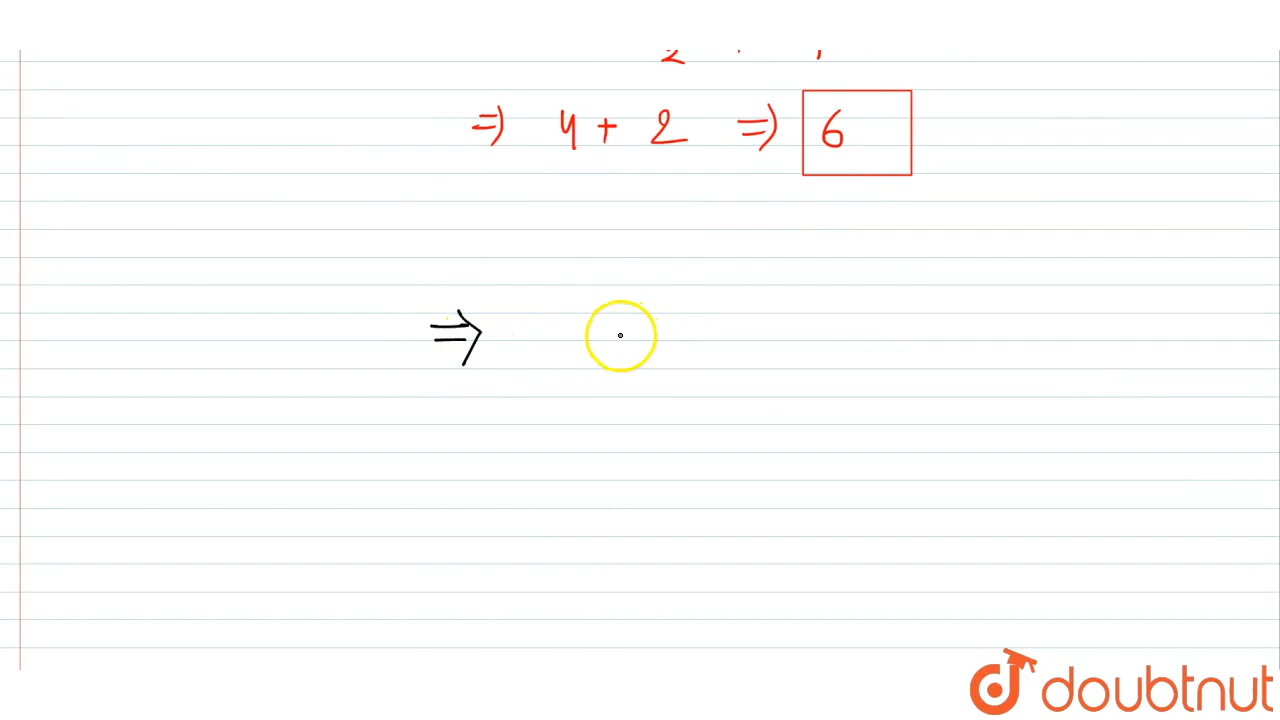 => 4 + 2 => 6
=>
doubtnut